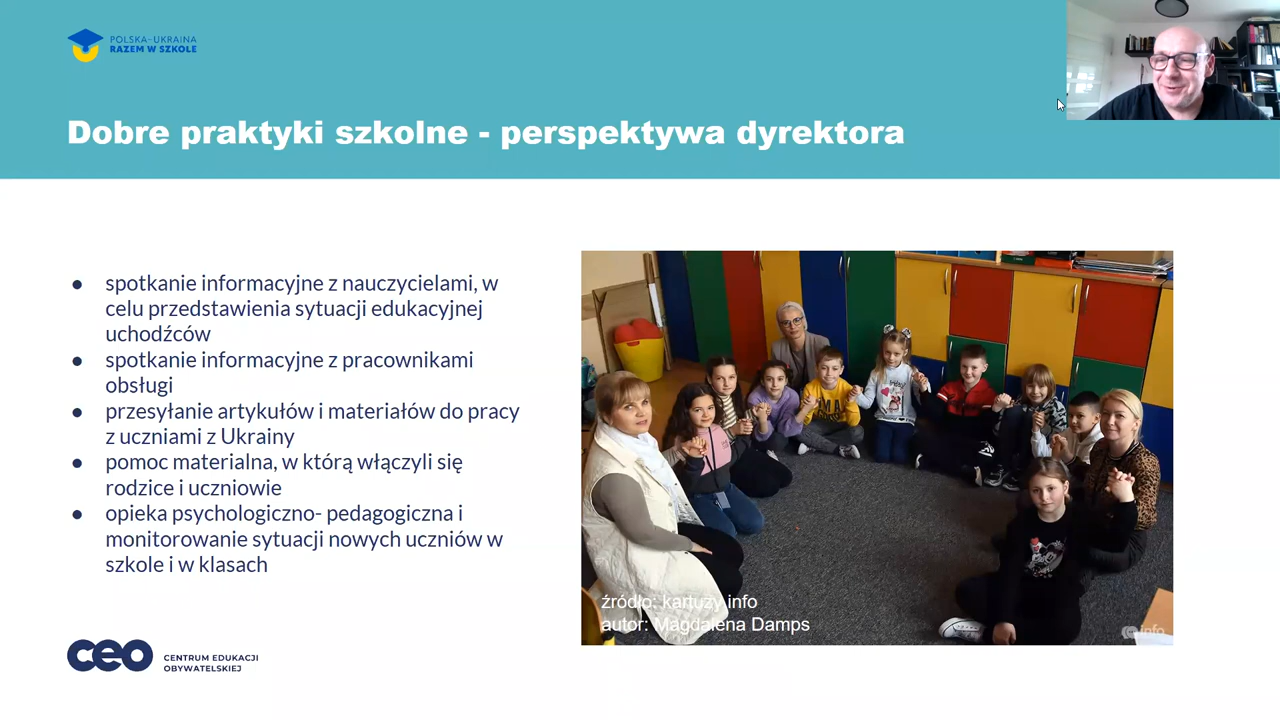 POLSKA-UKRAINA
RAZEM W SZKOLE
Dobre praktyki szkolne - perspektywa dyrektora
● spotkanie informacyjne z nauczycielami, w
celu przedstawienia sytuacji edukacyjnej
uchodźców
● spotkanie informacyjne z pracownikami
obsługi
● przesyłanie artykułów i materiałów do pracy
z uczniami z Ukrainy
● pomoc materialna, w którą włączyli się
rodzice i uczniowie
● opieka psychologiczno- pedagogiczna i
monitorowanie sytuacji nowych uczniów w
szkole i w klasach
źródło: kartuzy info
autor: Magdalena Damps
info
ceo
CENTRUM EDUKACJI
OBYWATELSKIEJ